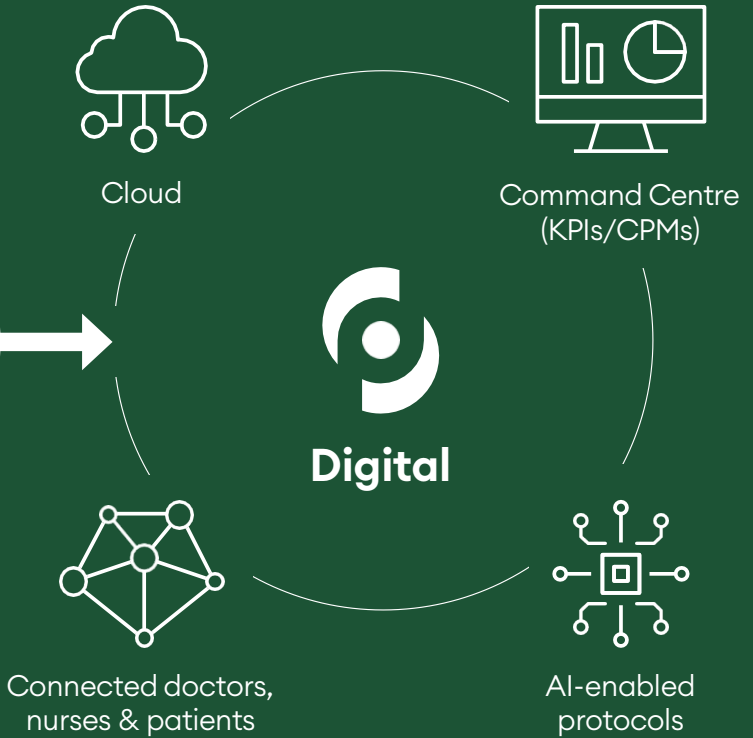 Cloud
Command Centre
(KPIs/CPMs)
Digital
Connected doctors,
nurses & patients
AI-enabled
protocols